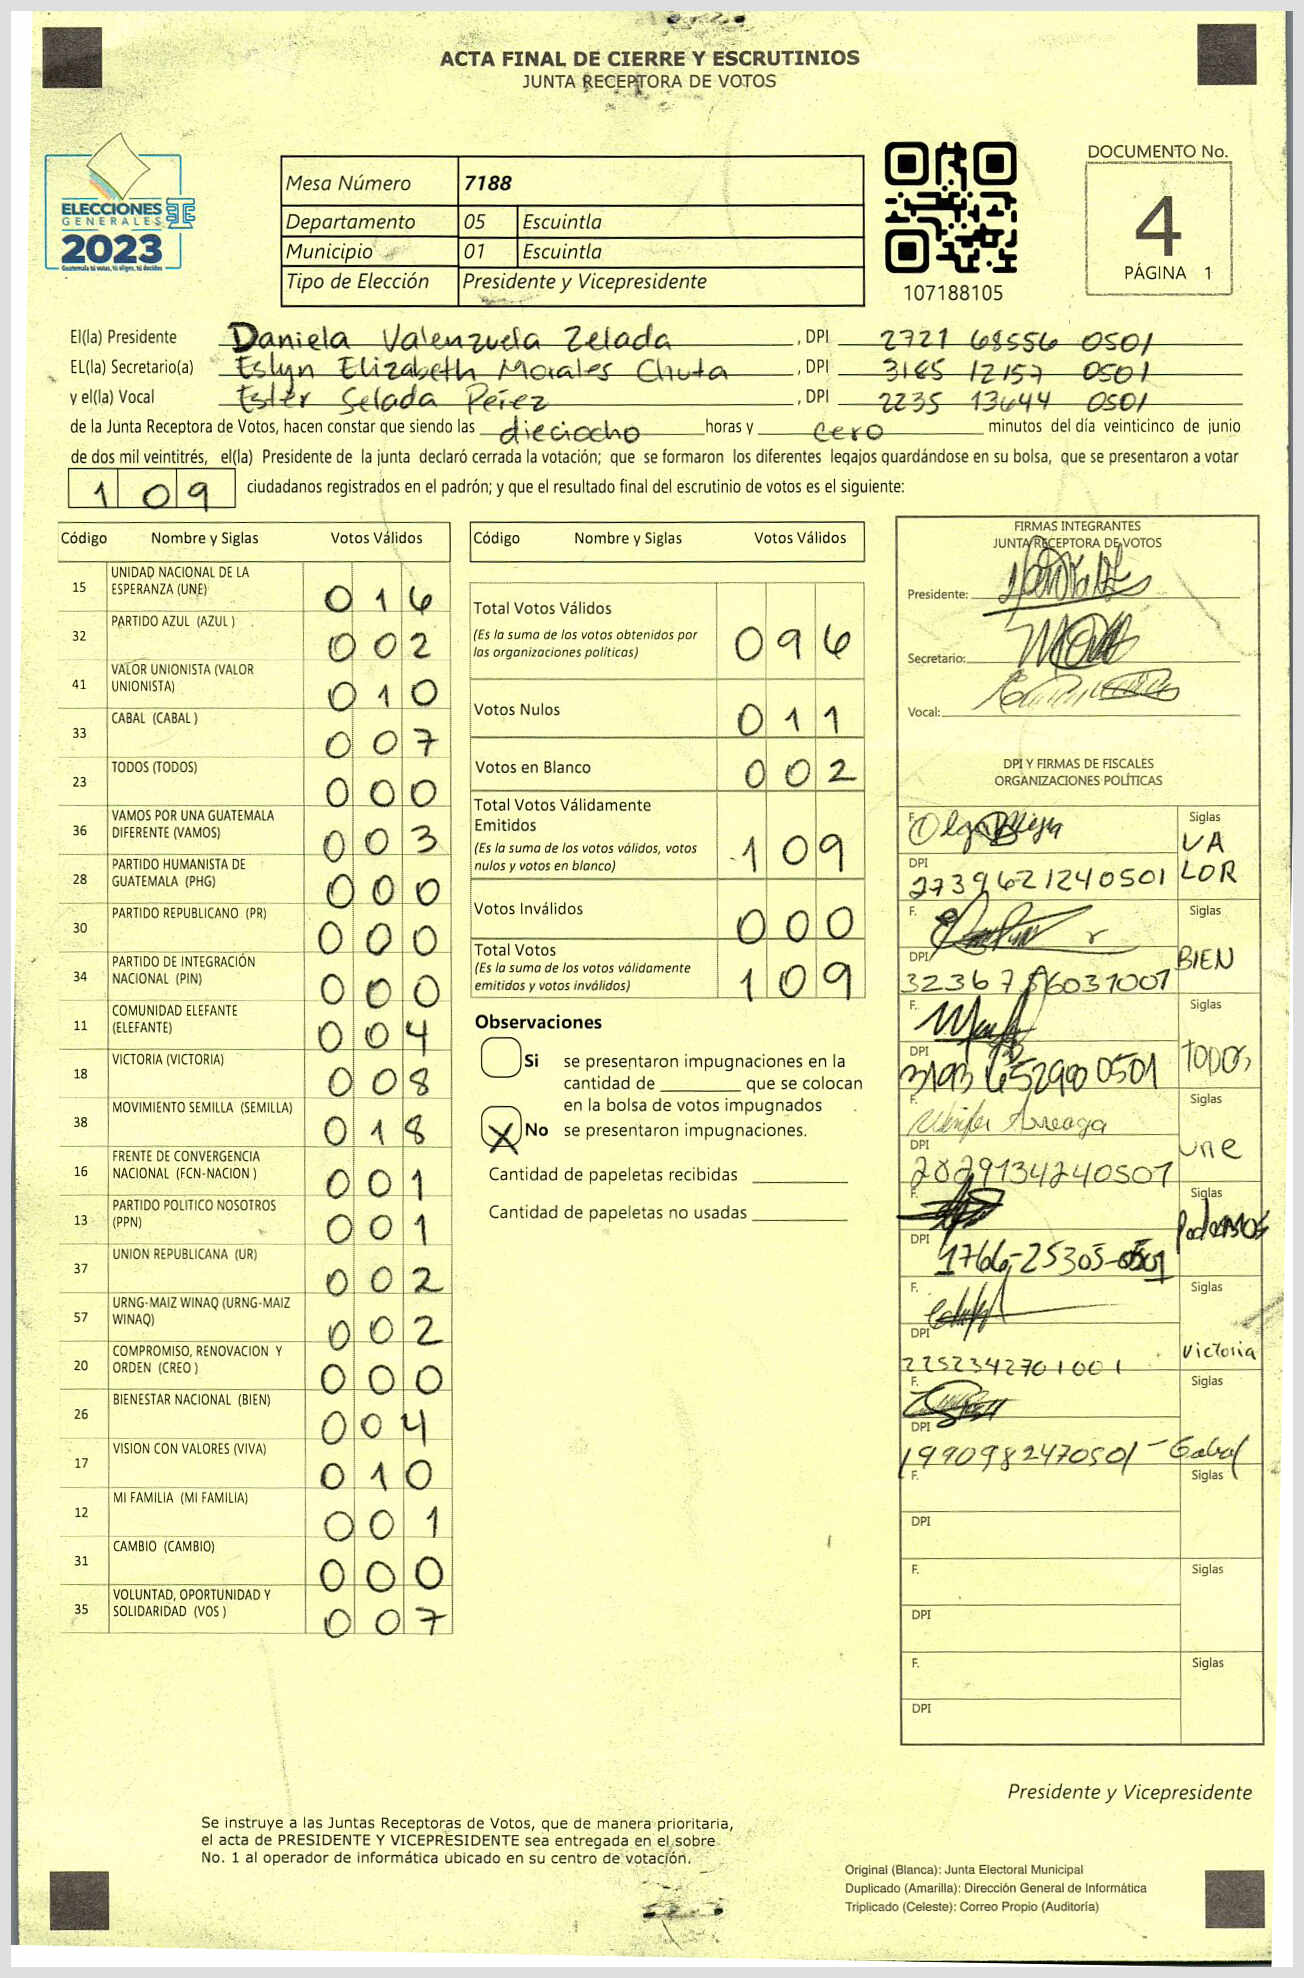 ACTA FINAL DE CIERRE Y ESCRUTINIOS
JUNTA RECEPTORA DE VOTOS
ELECCIONES
GENERALES
2023
Guatemala tú votas, tú eliges, tú decides
Mesa Número 7188
Departamento 05 Escuintla
Municipio 01 Escuintla
Tipo de Elección Presidente y Vicepresidente
107188105
DOCUMENTO No.
4
PÁGINA 1
El(la) Presidente Daniela Valenzuela Zelada, DPI 2721 68556 0501
EL(la) Secretario(a) Eslyn Elizabeth Morales Chuta, DPI 3185 12157 0501
y el(la) Vocal Ester Selada Pérez, DPI 2235 13644 0501
de la Junta Receptora de Votos, hacen constar que siendo las dieciocho horas y cero minutos del día veinticinco de junio
de dos mil veintitrés, el(la) Presidente de la junta declaró cerrada la votación; que se formaron los diferentes legajos guardándose en su bolsa, que se presentaron a votar
109 ciudadanos registrados en el padrón; y que el resultado final del escrutinio de votos es el siguiente:
Código Nombre y Siglas Votos Válidos
15 UNIDAD NACIONAL DE LA
ESPERANZA (UNE) 016
32 PARTIDO AZUL (AZUL ) 002
41 VALOR UNIONISTA (VALOR
UNIONISTA) 010
33 CABAL (CABAL ) 007
23 TODOS (TODOS) 000
36 VAMOS POR UNA GUATEMALA
DIFERENTE (VAMOS) 003
28 PARTIDO HUMANISTA DE
GUATEMALA (PHG) 000
30 PARTIDO REPUBLICANO (PR) 000
34 PARTIDO DE INTEGRACIÓN
NACIONAL (PIN) 000
11 COMUNIDAD ELEFANTE
(ELEFANTE) 004
18 VICTORIA (VICTORIA) 008
38 MOVIMIENTO SEMILLA (SEMILLA) 018
16 FRENTE DE CONVERGENCIA
NACIONAL (FCN-NACION ) 001
13 PARTIDO POLITICO NOSOTROS
(PPN) 001
37 UNION REPUBLICANA (UR) 002
57 URNG-MAIZ WINAQ (URNG-MAIZ
WINAQ) 002
20 COMPROMISO, RENOVACION Y
ORDEN (CREO ) 000
26 BIENESTAR NACIONAL (BIEN) 004
17 VISION CON VALORES (VIVA) 010
12 MI FAMILIA (MI FAMILIA) 001
31 CAMBIO (CAMBIO) 000
35 VOLUNTAD, OPORTUNIDAD Y
SOLIDARIDAD (VOS ) 007
Código Nombre y Siglas Votos Válidos
Total Votos Válidos
(Es la suma de los votos obtenidos por
las organizaciones políticas) 096
Votos Nulos 011
Votos en Blanco 002
Total Votos Válidamente
Emitidos
(Es la suma de los votos válidos, votos
nulos y votos en blanco) 109
Votos Inválidos 000
Total Votos
(Es la suma de los votos válidamente
emitidos y votos inválidos) 109
Observaciones
Si se presentaron impugnaciones en la
cantidad de ________ que se colocan
en la bolsa de votos impugnados
X No se presentaron impugnaciones.
Cantidad de papeletas recibidas
Cantidad de papeletas no usadas
FIRMAS INTEGRANTES
JUNTA RECEPTORA DE VOTOS
Presidente:
Secretario:
Vocal:
DPI Y FIRMAS DE FISCALES
ORGANIZACIONES POLÍTICAS
F. Olga Siglas VALOR
DPI 2739621240501
F. Siglas BIEN
DPI
F. Siglas TODOS
DPI 3193 652980 0501
F. Arreaga Siglas une
DPI 2029134240501
F. Siglas Podemos
DPI 1766-25305-0501
F. Siglas Victoria
DPI 2252342701001
F. Siglas
DPI 1990982470501 - Cabal
F. Siglas
DPI
F. Siglas
DPI
F. Siglas
DPI
Presidente y Vicepresidente
Se instruye a las Juntas Receptoras de Votos, que de manera prioritaria,
el acta de PRESIDENTE Y VICEPRESIDENTE sea entregada en el sobre
No. 1 al operador de informática ubicado en su centro de votación.
Original (Blanca): Junta Electoral Municipal
Duplicado (Amarilla): Dirección General de Informática
Triplicado (Celeste): Correo Propio (Auditoría)